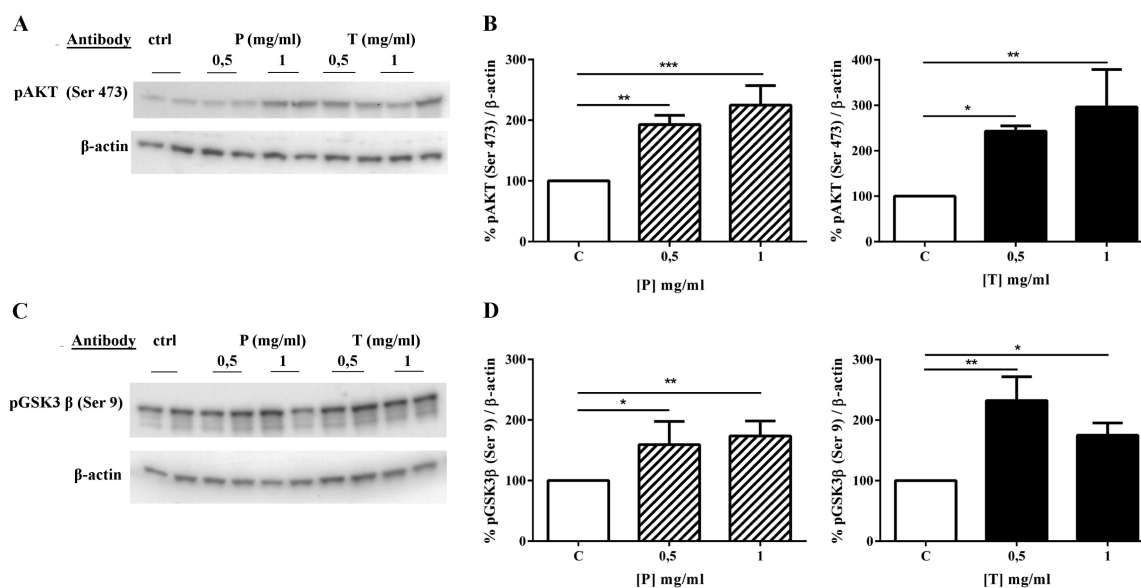 A
Antibody ctrl P (mg/ml) T (mg/ml)
0,5 1 0,5 1
pAKT (Ser 473)
β-actin
B
% pAKT (Ser 473) / β-actin
300
200
100
0
***
**
C 0,5 1
[P] mg/ml
% pAKT (Ser 473) / β-actin
400
300
200
100
0
**
*
C 0,5 1
[T] mg/ml
C
Antibody ctrl P (mg/ml) T (mg/ml)
0,5 1 0,5 1
pGSK3 β (Ser 9)
β-actin
D
% pGSK3β (Ser 9) / β-actin
300
200
100
0
**
*
C 0,5 1
[P] mg/ml
% pGSK3β (Ser 9) / β-actin
300
200
100
0
*
**
C 0,5 1
[T] mg/ml